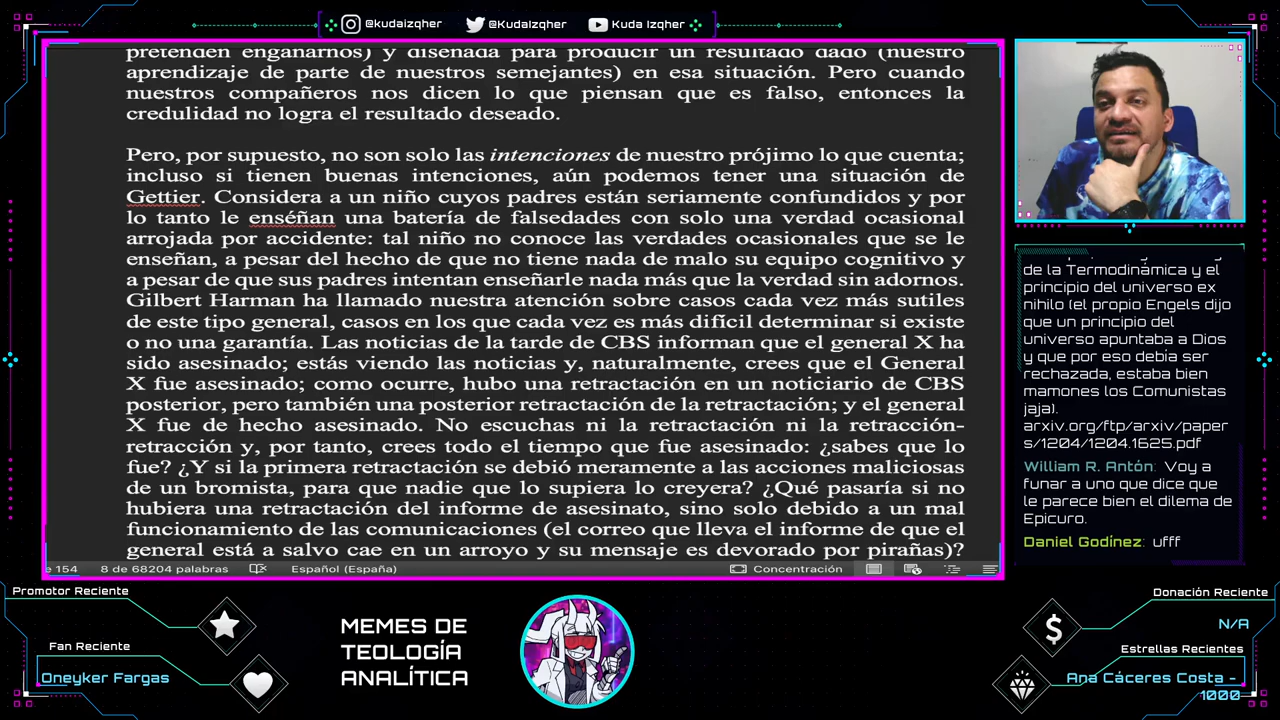 @kudaizqher
@KudaIzqher
Kuda Izqher
pretenden engañarnos) y diseñada para producir un resultado dado (nuestro
aprendizaje de parte de nuestros semejantes) en esa situación. Pero cuando
nuestros compañeros nos dicen lo que piensan que es falso, entonces la
credulidad no logra el resultado deseado.
Pero, por supuesto, no son solo las intenciones de nuestro prójimo lo que cuenta;
incluso si tienen buenas intenciones, aún podemos tener una situación de
Gettier. Considera a un niño cuyos padres están seriamente confundidos y por
lo tanto le enséñan una batería de falsedades con solo una verdad ocasional
arrojada por accidente: tal niño no conoce las verdades ocasionales que se le
enseñan, a pesar del hecho de que no tiene nada de malo su equipo cognitivo y
a pesar de que sus padres intentan enseñarle nada más que la verdad sin adornos.
Gilbert Harman ha llamado nuestra atención sobre casos cada vez más sutiles
de este tipo general, casos en los que cada vez es más difícil determinar si existe
o no una garantía. Las noticias de la tarde de CBS informan que el general X ha
sido asesinado; estás viendo las noticias y, naturalmente, crees que el General
X fue asesinado; como ocurre, hubo una retractación en un noticiario de CBS
posterior, pero también una posterior retractación de la retractación; y el general
X fue de hecho asesinado. No escuchas ni la retractación ni la retracción-
retracción y, por tanto, crees todo el tiempo que fue asesinado: ¿sabes que lo
fue? ¿Y si la primera retractación se debió meramente a las acciones maliciosas
de un bromista, para que nadie que lo supiera lo creyera? ¿Qué pasaría si no
hubiera una retractación del informe de asesinato, sino solo debido a un mal
funcionamiento de las comunicaciones (el correo que lleva el informe de que el
general está a salvo cae en un arroyo y su mensaje es devorado por pirañas)?
e 154 8 de 68204 palabras Español (España) Concentración
de la Termodinámica y el
principio del universo ex
nihilo (el propio Engels dijo
que un principio del
universo apuntaba a Dios
y que por eso debía ser
rechazada, estaba bien
mamones los Comunistas
jaja).
arxiv.org/ftp/arxiv/paper
s/1204/1204.1625.pdf
William R. Antón: Voy a
funar a uno que dice que
le parece bien el dilema de
Epicuro.
Daniel Godínez: ufff
Promotor Reciente
Fan Reciente
Oneyker Fargas
MEMES DE
TEOLOGÍA
ANALÍTICA
Donación Reciente
N/A
Estrellas Recientes
Ana Cáceres Costa -
1000